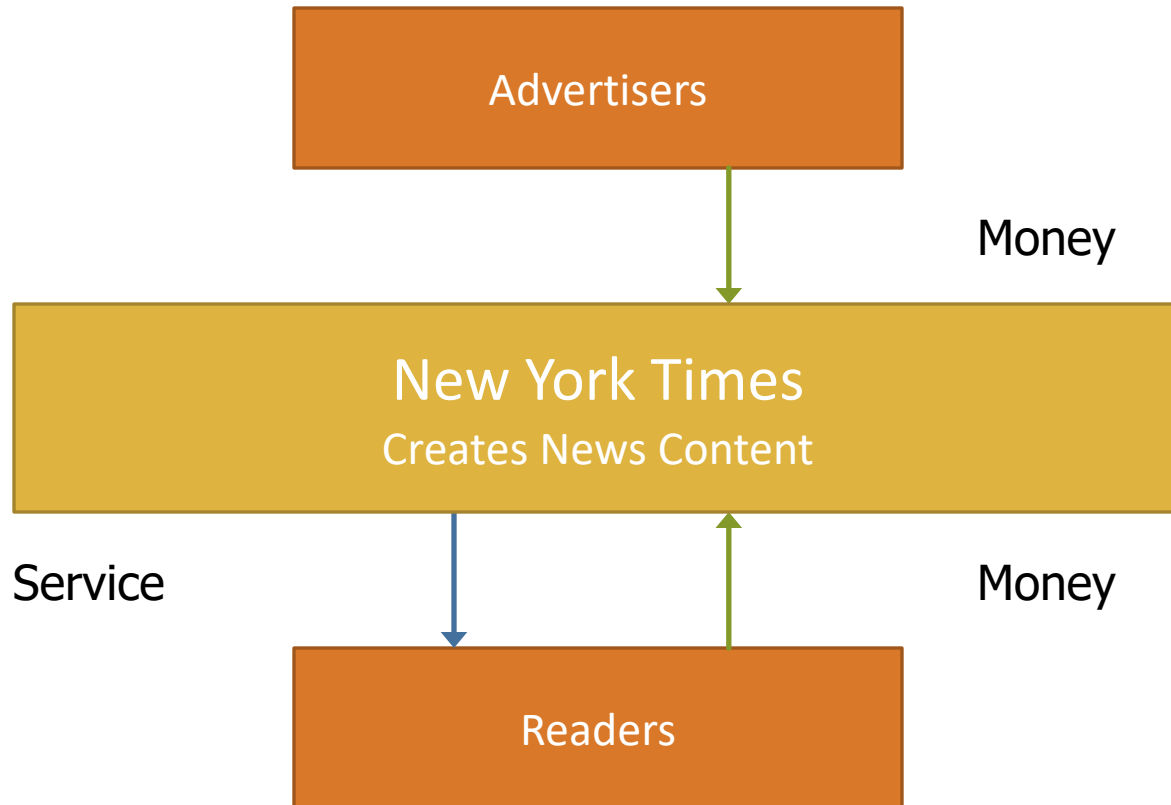 Advertisers
Money
New York Times
Creates News Content
Service
Money
Readers